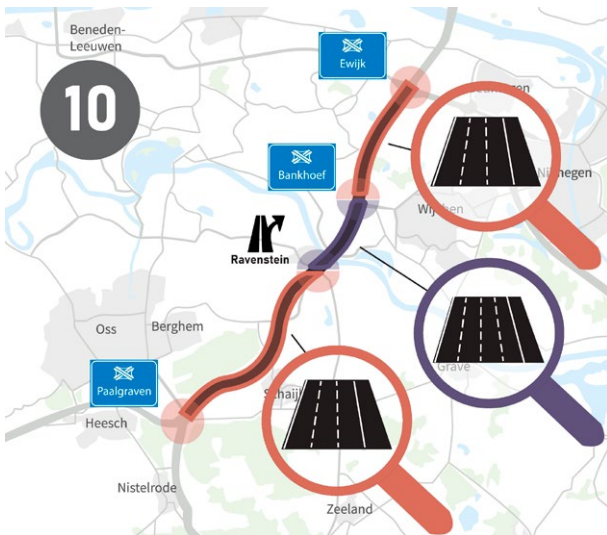 Beneden-
Leeuwen
Ewijk
10
Bankhoef
Ravenstein
Oss
Berghem
Grave
Paalgraven
Heesch
Nistelrode
Zeeland